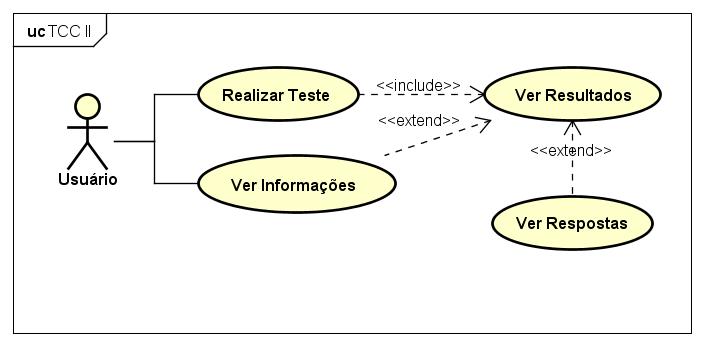 uc TCC II
Realizar Teste
<<include>>
Ver Resultados
<<extend>>
Usuário
Ver Informações
<<extend>>
Ver Respostas